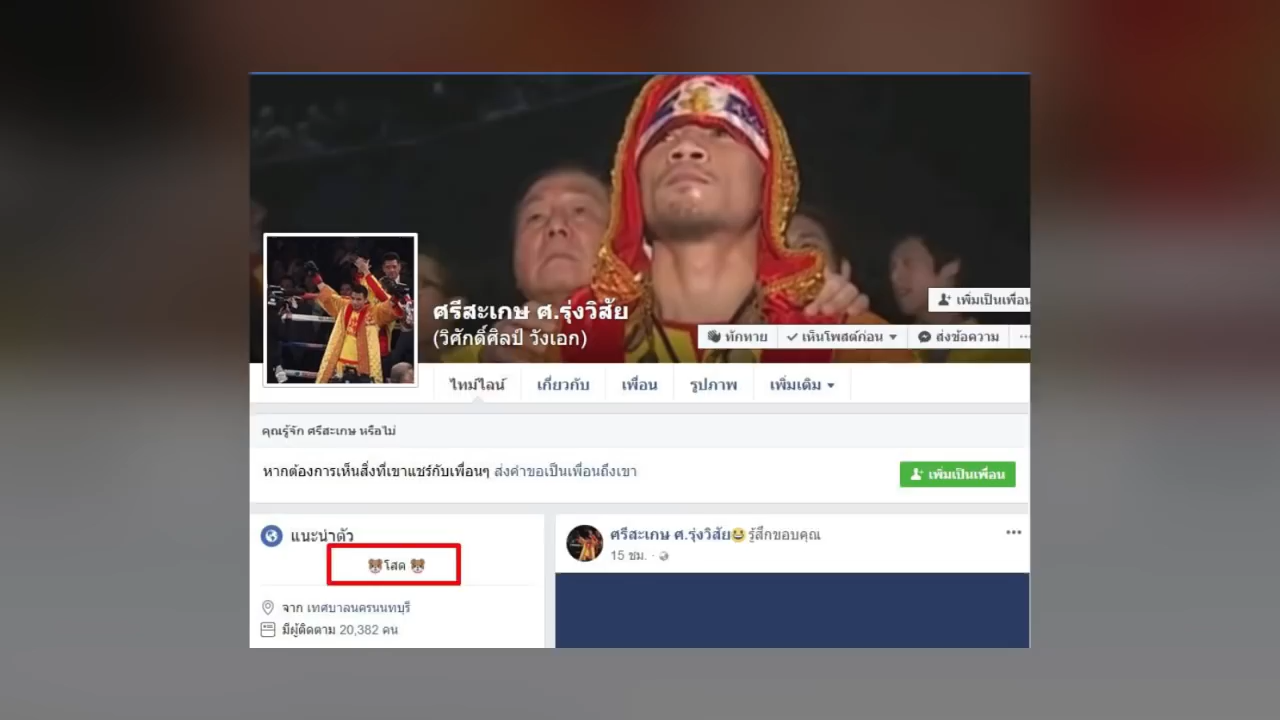 ศรีสะเกษ ศ.รุ่งวิสัย
(วิศักดิ์ศิลป์ วังเอก)
เพิ่มเป็นเพื่อน
ทักทาย
เห็นโพสต์ก่อน
ส่งข้อความ
ไทม์ไลน์ เกี่ยวกับ เพื่อน รูปภาพ เพิ่มเติม
คุณรู้จัก ศรีสะเกษ หรือไม่
หากต้องการเห็นสิ่งที่เขาแชร์กับเพื่อนๆ ส่งคำขอเป็นเพื่อนถึงเขา
เพิ่มเป็นเพื่อน
แนะนำตัว
🐻โสด 🐻
จาก เทศบาลนครนนทบุรี
มีผู้ติดตาม 20,382 คน
ศรีสะเกษ ศ.รุ่งวิสัย😆รู้สึกขอบคุณ
15 ชม. ·